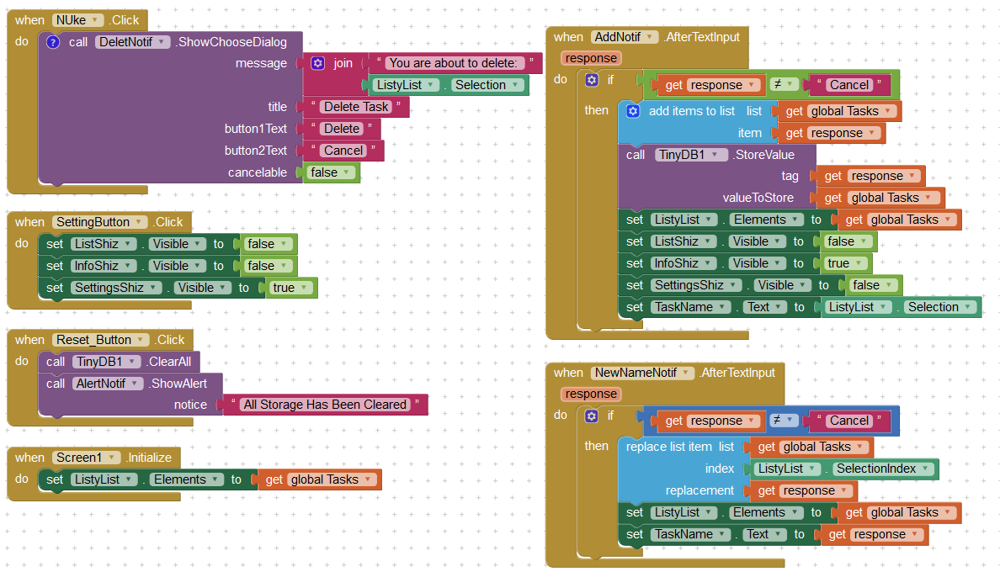 when NUke .Click
do ? call DeletNotif .ShowChooseDialog
message join " You are about to delete: "
ListyList . Selection
title " Delete Task "
button1Text " Delete "
button2Text " Cancel "
cancelable false
when SettingButton .Click
do set ListShiz . Visible to false
set InfoShiz . Visible to false
set SettingsShiz . Visible to true
when Reset_Button .Click
do call TinyDB1 .ClearAll
call AlertNotif .ShowAlert
notice " All Storage Has Been Cleared "
when Screen1 .Initialize
do set ListyList . Elements to get global Tasks
when AddNotif .AfterTextInput
response
do if get response ≠ " Cancel "
then add items to list list get global Tasks
item get response
call TinyDB1 .StoreValue
tag get response
valueToStore get global Tasks
set ListyList . Elements to get global Tasks
set ListShiz . Visible to false
set InfoShiz . Visible to true
set SettingsShiz . Visible to false
set TaskName . Text to ListyList . Selection
when NewNameNotif .AfterTextInput
response
do if get response ≠ " Cancel "
then replace list item list get global Tasks
index ListyList . SelectionIndex
replacement get response
set ListyList . Elements to get global Tasks
set TaskName . Text to get response